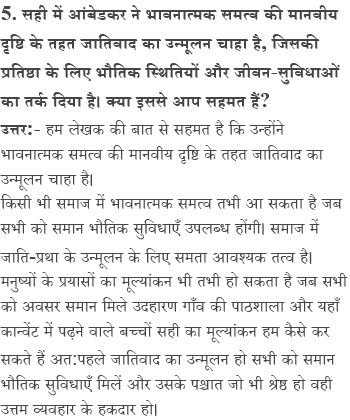 5. सही में आंबेडकर ने भावनात्मक समत्व की मानवीय
दृष्टि के तहत जातिवाद का उन्मूलन चाहा है, जिसकी
प्रतिष्ठा के लिए भौतिक स्थितियों और जीवन-सुविधाओं
का तर्क दिया है। क्या इससे आप सहमत हैं?
उत्तर:- हम लेखक की बात से सहमत है कि उन्होंने
भावनात्मक समत्व की मानवीय दृष्टि के तहत जातिवाद का
उन्मूलन चाहा है।
किसी भी समाज में भावनात्मक समत्व तभी आ सकता है जब
सभी को समान भौतिक सुविधाएँ उपलब्ध होंगी। समाज में
जाति-प्रथा के उन्मूलन के लिए समता आवश्यक तत्व है।
मनुष्यों के प्रयासों का मूल्यांकन भी तभी हो सकता है जब सभी
को अवसर समान मिले उदहारण गाँव की पाठशाला और यहाँ
कान्वेंट में पढ़ने वाले बच्चों सही का मूल्यांकन हम कैसे कर
सकते हैं अत:पहले जातिवाद का उन्मूलन हो सभी को समान
भौतिक सुविधाएँ मिलें और उसके पश्चात जो भी श्रेष्ठ हो वही
उत्तम व्यवहार के हकदार हो।